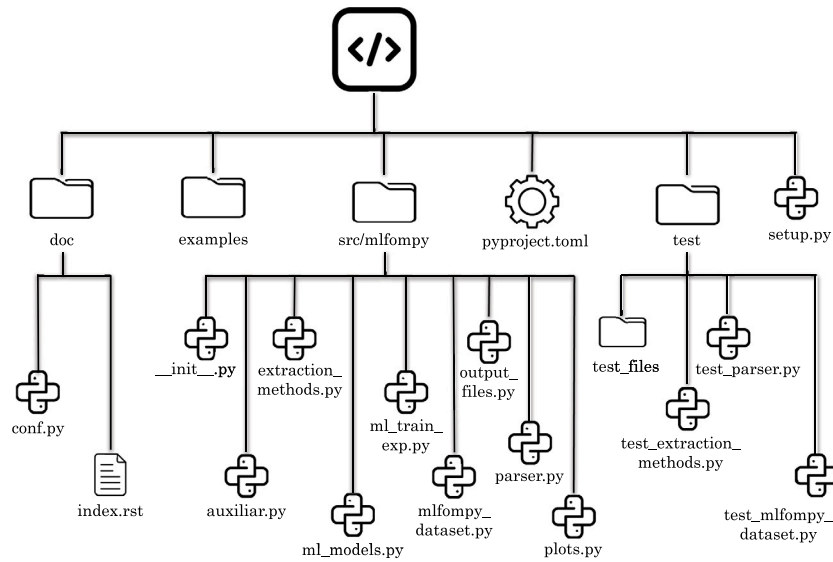 </>
doc
examples
src/mlfompy
pyproject.toml
test
setup.py
__init__.py
extraction_
methods.py
output_
files.py
test_files
test_parser.py
conf.py
ml_train_
exp.py
test_extraction_
methods.py
parser.py
index.rst
auxiliar.py
mlfompy_
dataset.py
test_mlfompy_
dataset.py
ml_models.py
plots.py